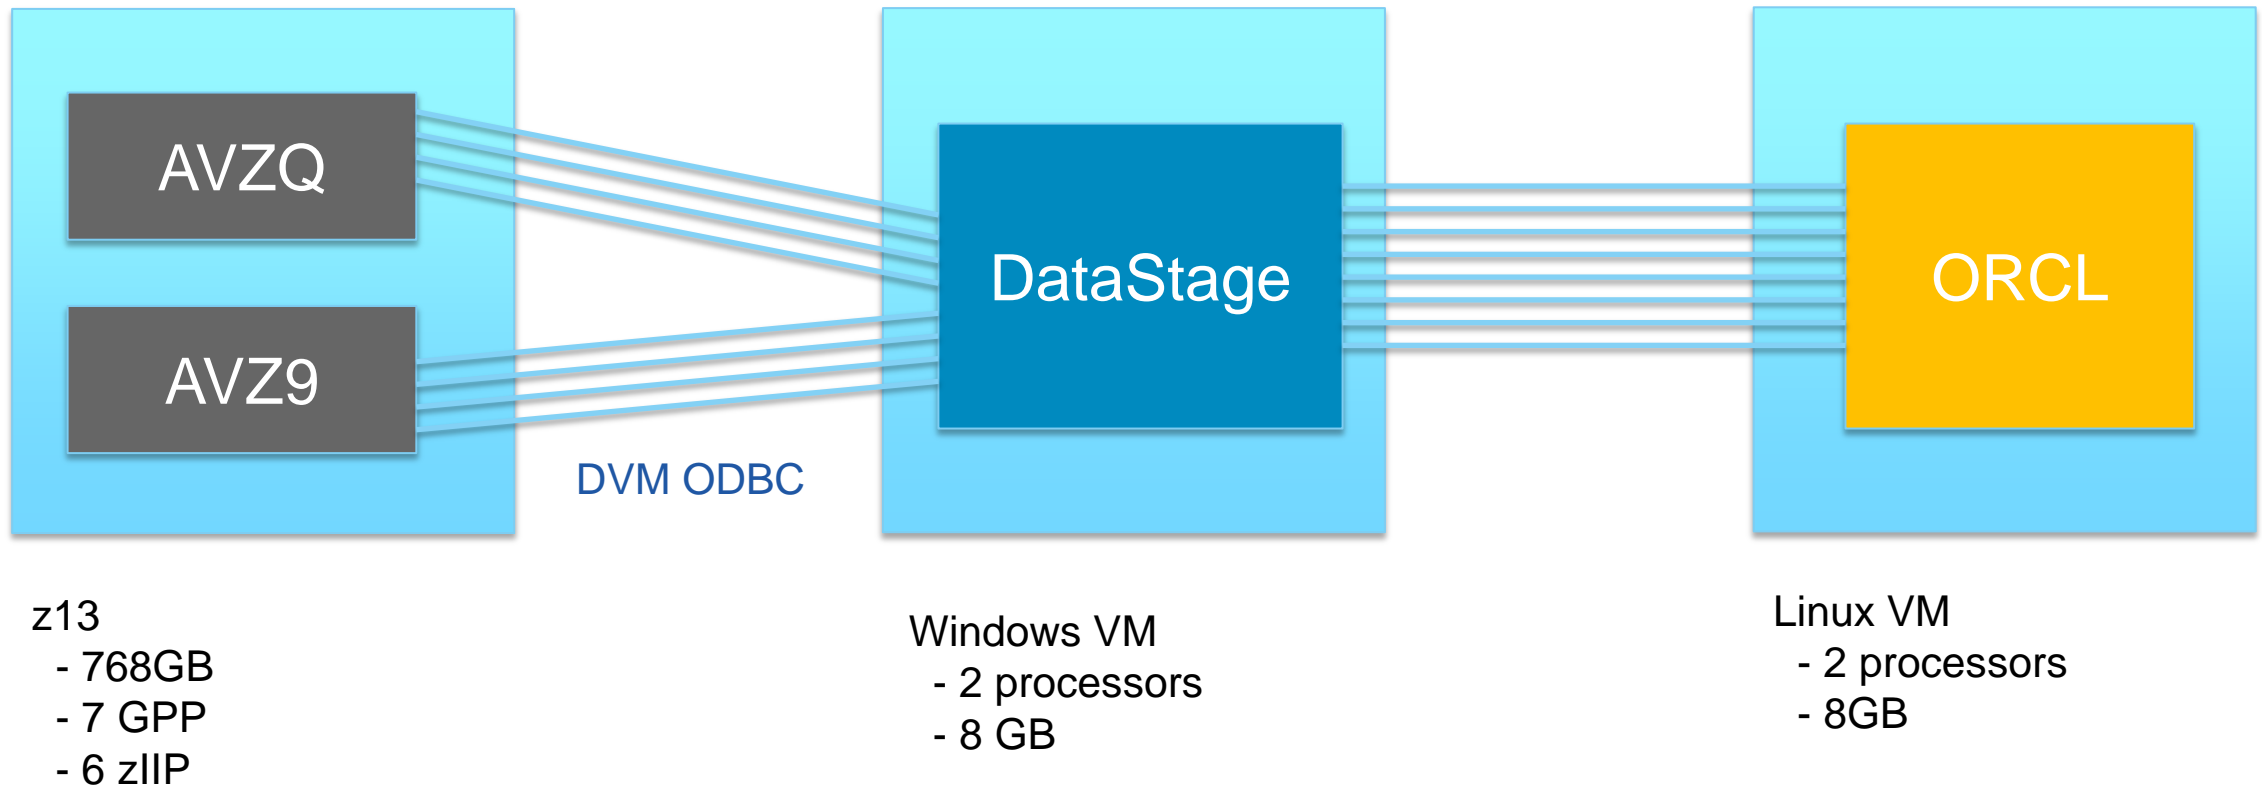 AVZQ
AVZ9
DVM ODBC
DataStage
ORCL
z13
- 768GB
- 7 GPP
- 6 zIIP
Windows VM
- 2 processors
- 8 GB
Linux VM
- 2 processors
- 8GB